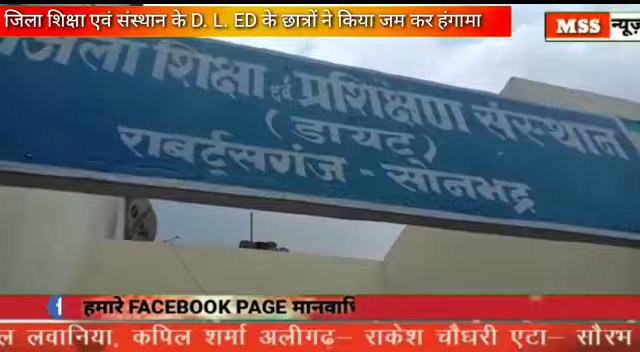 जिला शिक्षा एवं संस्थान के D. L. ED के छात्रों ने किया जम कर हंगामा
MSS न्यूज़
जिला शिक्षा एवं प्रशिक्षण संस्थान
( डायट )
राबर्ट्सगंज - सोनभद्र
f हमारे FACEBOOK PAGE
लवानिया, कपिल शर्मा अलीगढ़– राकेश चौधरी एटा– सौरभ